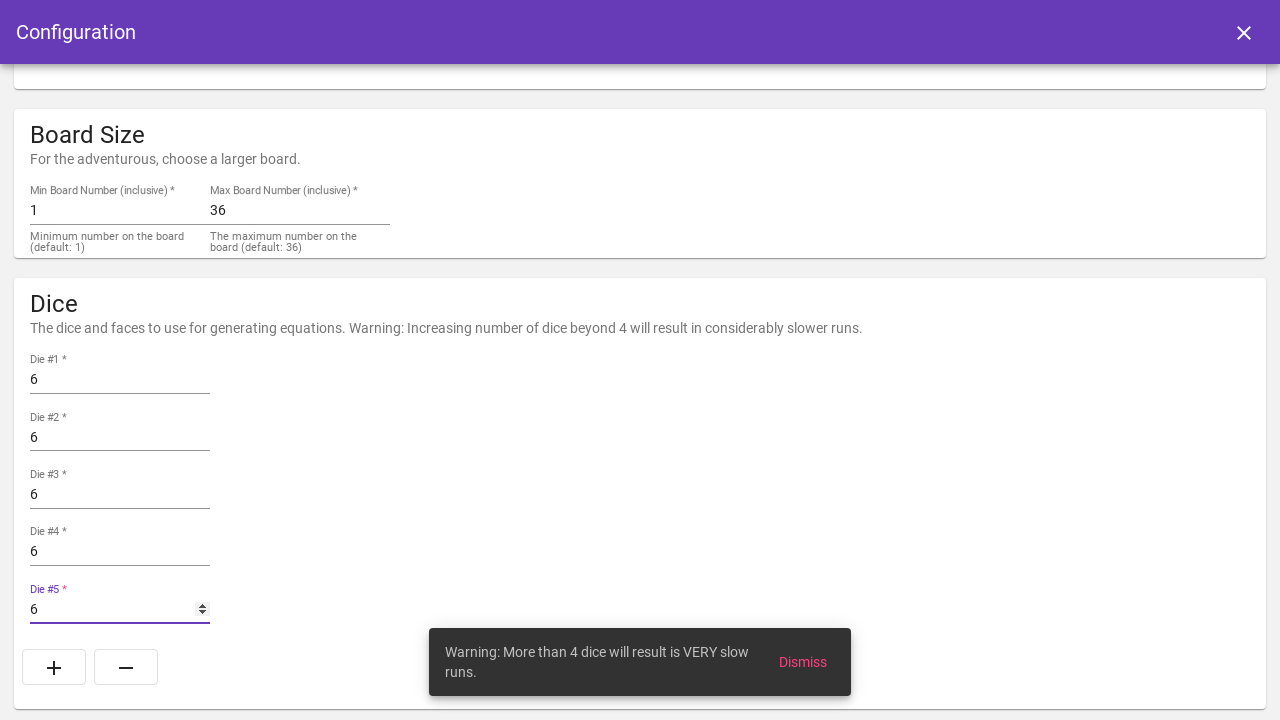 Configuration
Board Size
For the adventurous, choose a larger board.
Min Board Number (inclusive) *
Max Board Number (inclusive) *
1
36
Minimum number on the board (default: 1)
The maximum number on the board (default: 36)
Dice
The dice and faces to use for generating equations. Warning: Increasing number of dice beyond 4 will result in considerably slower runs.
Die #1 *
6
Die #2 *
6
Die #3 *
6
Die #4 *
6
Die #5 *
6
Warning: More than 4 dice will result is VERY slow
runs.
Dismiss